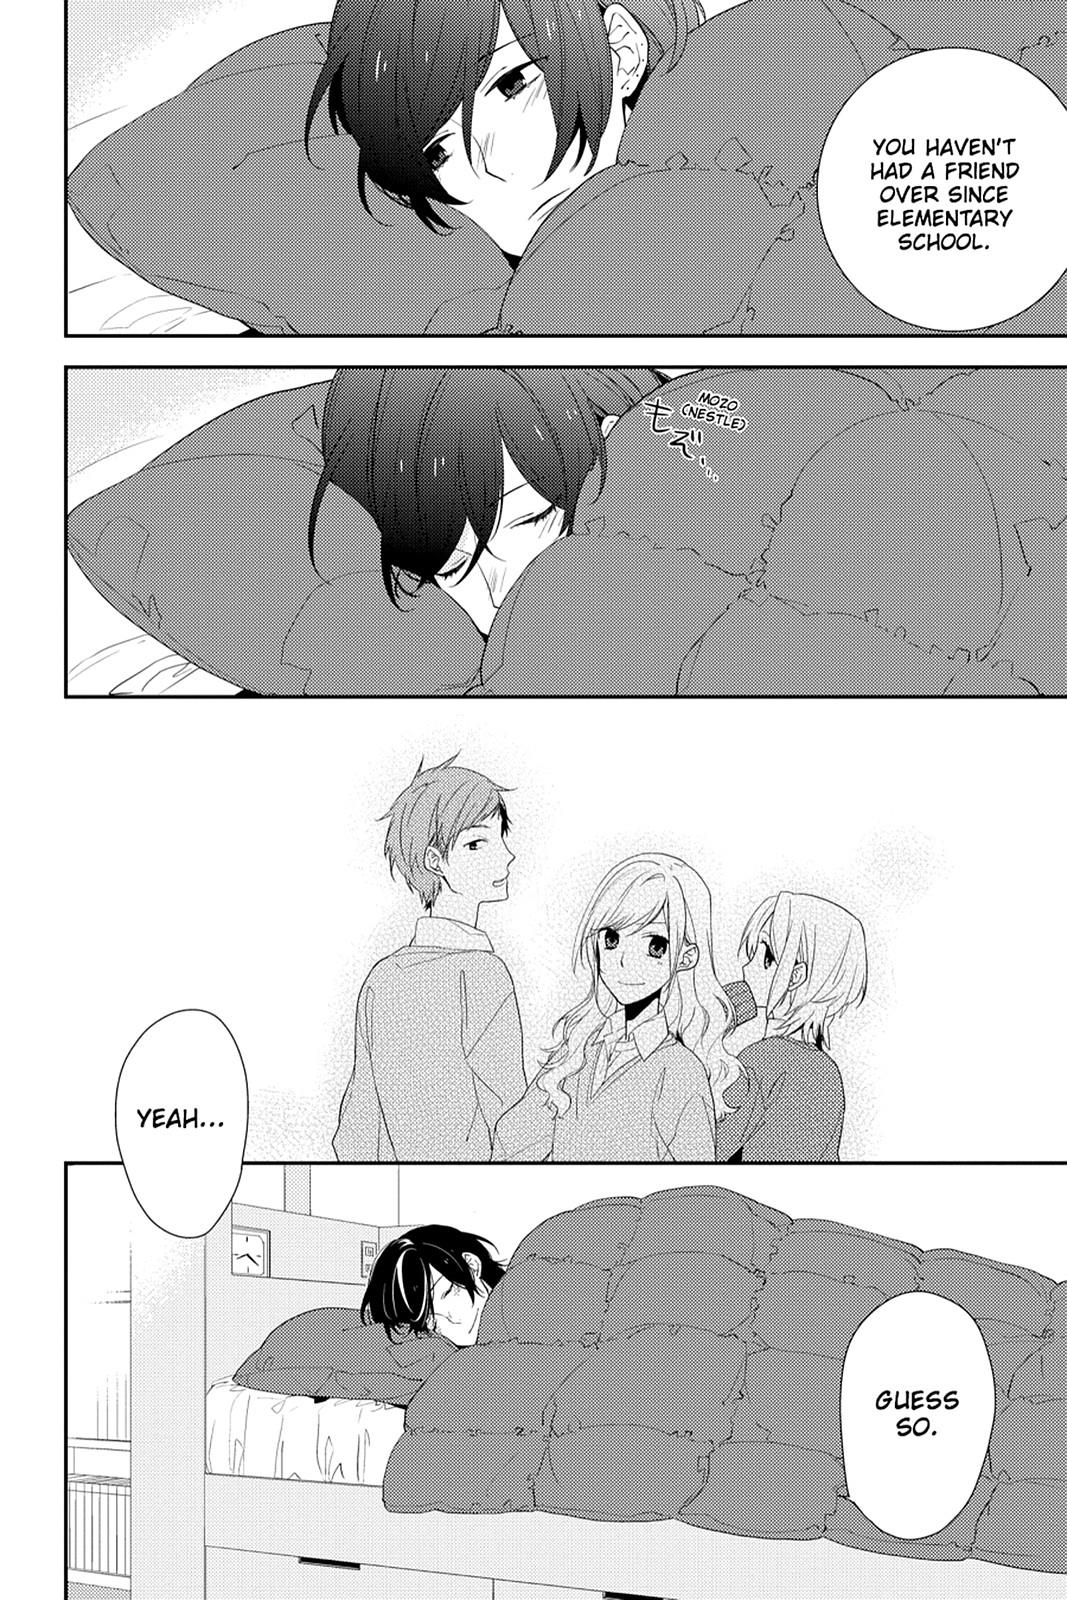 YOU HAVEN'T
HAD A FRIEND
OVER SINCE
ELEMENTARY
SCHOOL.
もぞ…
MOZO
(NESTLE)
YEAH...
GUESS
SO.